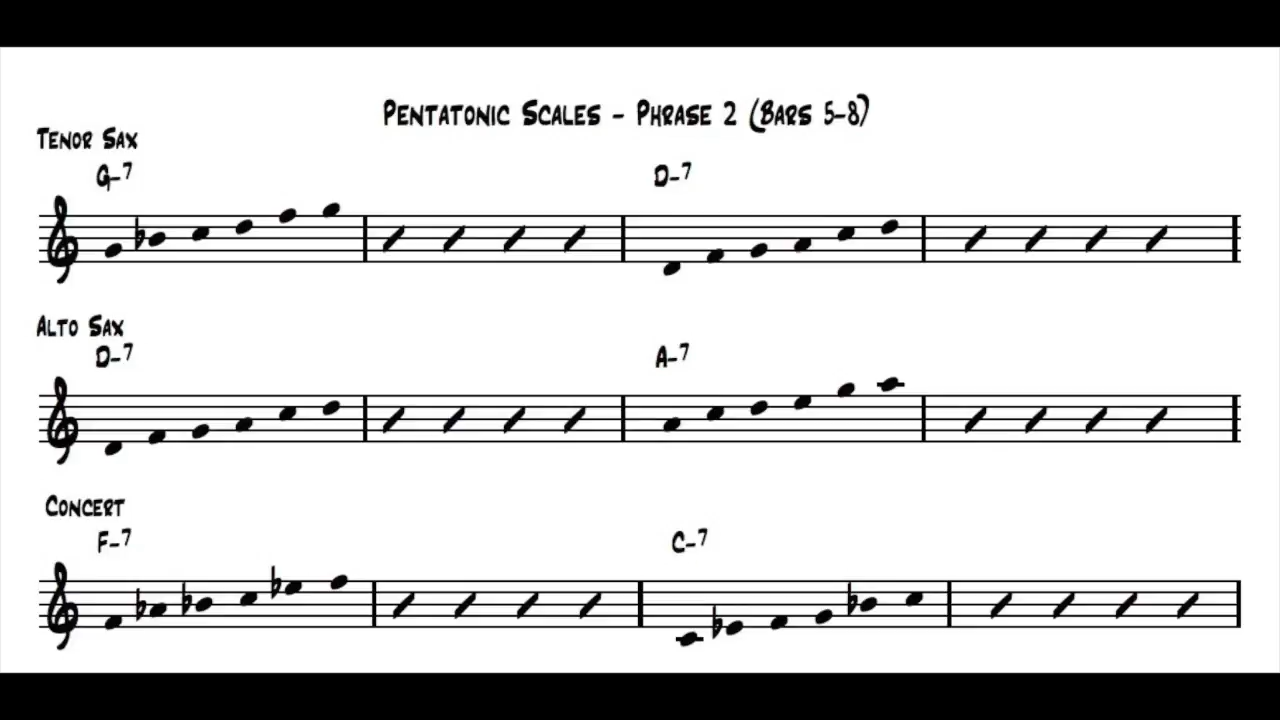 Pentatonic Scales - Phrase 2 (Bars 5-8)
Tenor Sax
G-7 D-7
Alto Sax
D-7 A-7
Concert
F-7 C-7